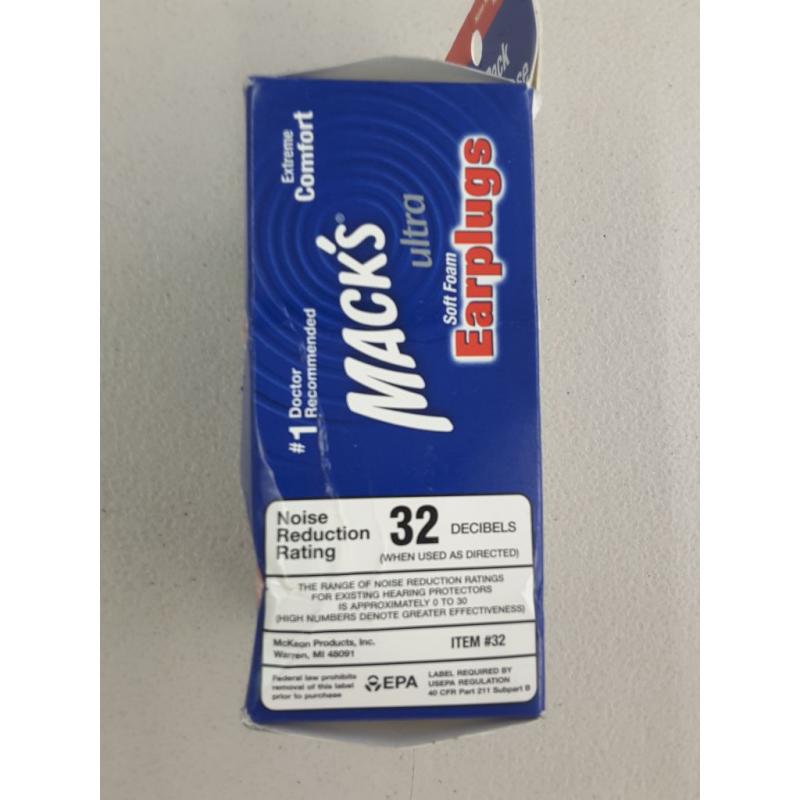 #1 Doctor
Recommended
Extreme
Comfort
MACK'S®
ultra
Soft Foam
Earplugs
Noise
Reduction
Rating
32 DECIBELS
(WHEN USED AS DIRECTED)
THE RANGE OF NOISE REDUCTION RATINGS
FOR EXISTING HEARING PROTECTORS
IS APPROXIMATELY 0 TO 30
(HIGH NUMBERS DENOTE GREATER EFFECTIVENESS)
McKeon Products, Inc.
Warren, MI 48091
ITEM #32
Federal law prohibits
removal of this label
prior to purchase
EPA
LABEL REQUIRED BY
USEPA REGULATION
40 CFR Part 211 Subpart B